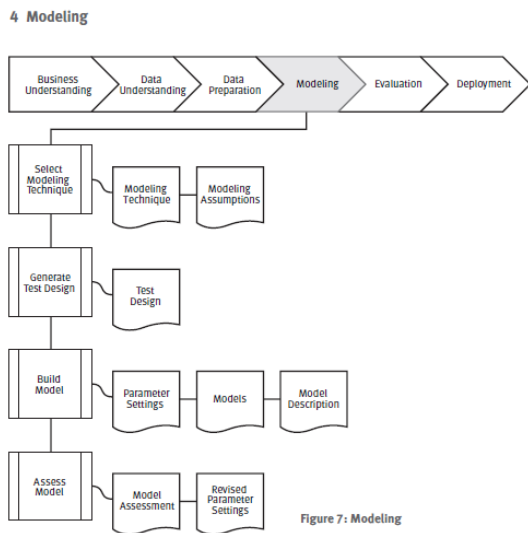 4 Modeling
Business
Understanding
Data
Understanding
Data
Preparation
Modeling
Evaluation
Deployment
Select
Modeling
Technique
Modeling
Technique
Modeling
Assumptions
Generate
Test Design
Test
Design
Build
Model
Parameter
Settings
Models
Model
Description
Assess
Model
Model
Assessment
Revised
Parameter
Settings
Figure 7: Modeling